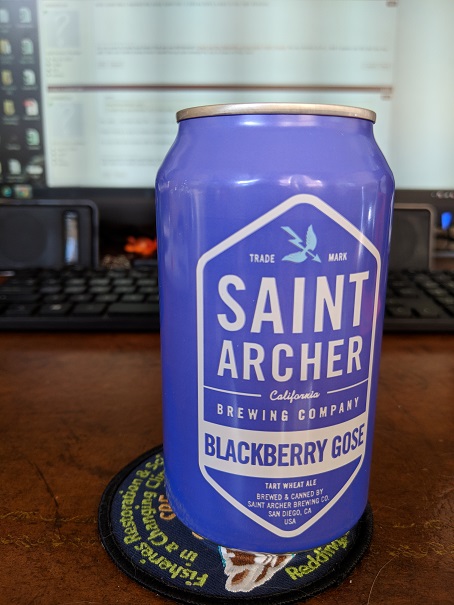 TRADE MARK
SAINT
ARCHER
California
BREWING COMPANY
BLACKBERRY GOSE
TART WHEAT ALE
BREWED & CANNED BY
SAINT ARCHER BREWING CO.
SAN DIEGO, CA
USA
Fisheries Restoration
in a Changing
Redding